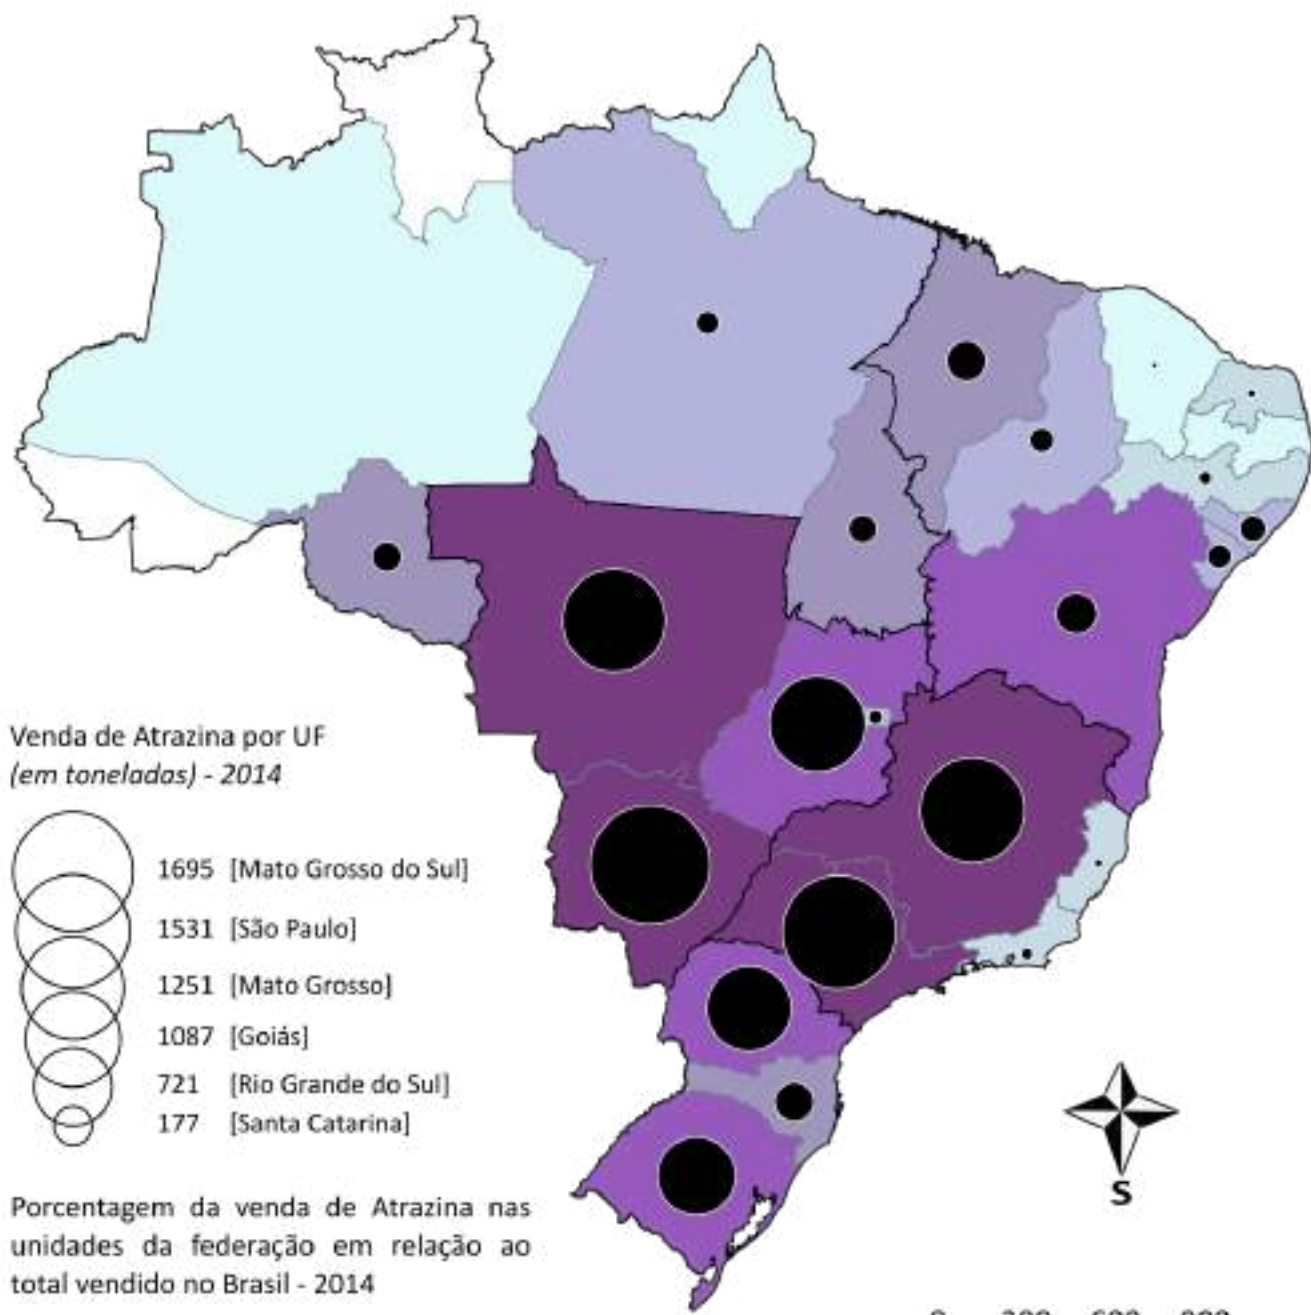 Venda de Atrazina por UF
(em toneladas) - 2014
1695 [Mato Grosso do Sul]
1531 [São Paulo]
1251 [Mato Grosso]
1087 [Goiás]
721 [Rio Grande do Sul]
177 [Santa Catarina]
S
Porcentagem da venda de Atrazina nas
unidades da federação em relação ao
total vendido no Brasil - 2014